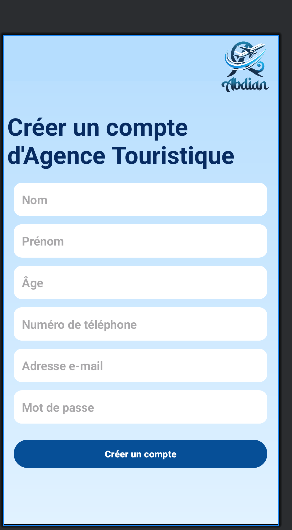 Abdian
Créer un compte
d'Agence Touristique
Nom
Prénom
Âge
Numéro de téléphone
Adresse e-mail
Mot de passe
Créer un compte